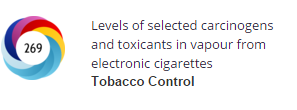 269
Levels of selected carcinogens
and toxicants in vapour from
electronic cigarettes
Tobacco Control